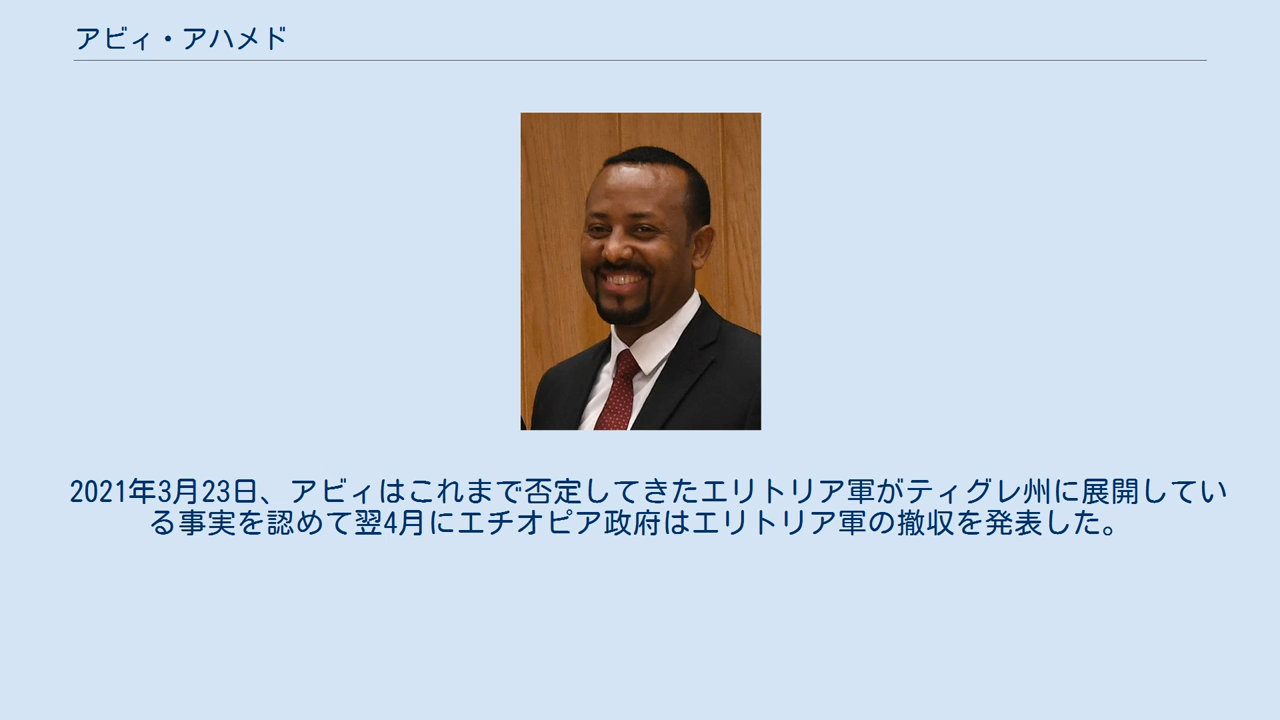 アビィ・アハメド
2021年3月23日、アビィはこれまで否定してきたエリトリア軍がティグレ州に展開してい
る事実を認めて翌4月にエチオピア政府はエリトリア軍の撤収を発表した。